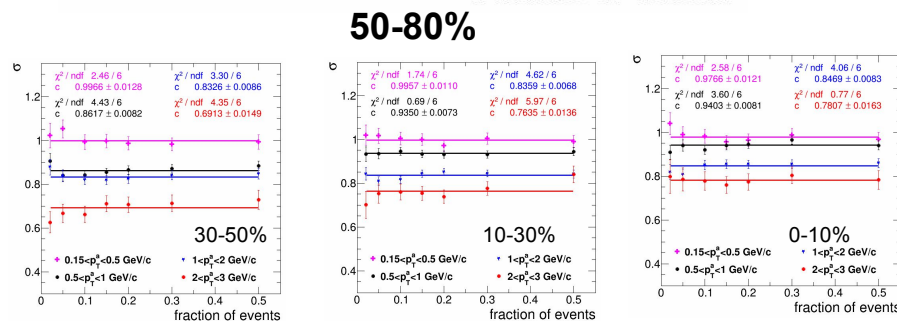 50-80%
σ
χ² / ndf 2.46 / 6
c 0.9966 ± 0.0128
χ² / ndf 3.30 / 6
c 0.8326 ± 0.0086
χ² / ndf 4.43 / 6
c 0.8617 ± 0.0082
χ² / ndf 4.35 / 6
c 0.6913 ± 0.0149
1.2
1
0.8
0.6
0.4
30-50%
0.15<p_T^a<0.5 GeV/c
1<p_T^a<2 GeV/c
0.5<p_T^a<1 GeV/c
2<p_T^a<3 GeV/c
0 0.1 0.2 0.3 0.4 0.5
fraction of events
σ
χ² / ndf 1.74 / 6
c 0.9957 ± 0.0110
χ² / ndf 4.62 / 6
c 0.8359 ± 0.0068
χ² / ndf 0.69 / 6
c 0.9350 ± 0.0073
χ² / ndf 5.97 / 6
c 0.7635 ± 0.0136
1.2
1
0.8
0.6
0.4
10-30%
0.15<p_T^a<0.5 GeV/c
1<p_T^a<2 GeV/c
0.5<p_T^a<1 GeV/c
2<p_T^a<3 GeV/c
0 0.1 0.2 0.3 0.4 0.5
fraction of events
σ
χ² / ndf 2.58 / 6
c 0.9766 ± 0.0121
χ² / ndf 4.06 / 6
c 0.8469 ± 0.0083
χ² / ndf 3.60 / 6
c 0.9403 ± 0.0081
χ² / ndf 0.77 / 6
c 0.7807 ± 0.0163
1.2
1
0.8
0.6
0.4
0-10%
0.15<p_T^a<0.5 GeV/c
1<p_T^a<2 GeV/c
0.5<p_T^a<1 GeV/c
2<p_T^a<3 GeV/c
0 0.1 0.2 0.3 0.4 0.5
fraction of events